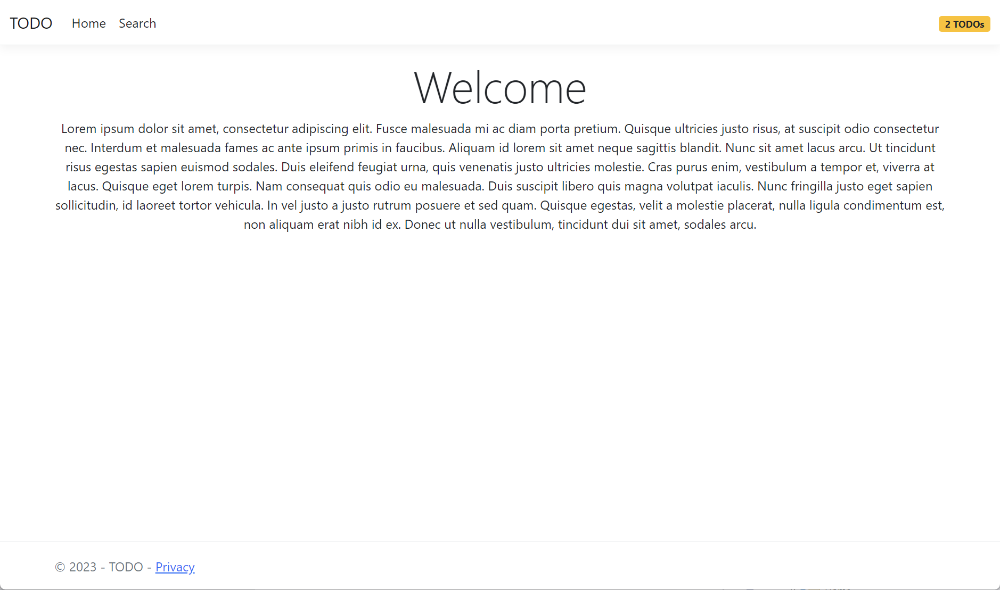 TODO Home Search 2 TODOs
Welcome
Lorem ipsum dolor sit amet, consectetur adipiscing elit. Fusce malesuada mi ac diam porta pretium. Quisque ultricies justo risus, at suscipit odio consectetur
nec. Interdum et malesuada fames ac ante ipsum primis in faucibus. Aliquam id lorem sit amet neque sagittis blandit. Nunc sit amet lacus arcu. Ut tincidunt
risus egestas sapien euismod sodales. Duis eleifend feugiat urna, quis venenatis justo ultricies molestie. Cras purus enim, vestibulum a tempor et, viverra at
lacus. Quisque eget lorem turpis. Nam consequat quis odio eu malesuada. Duis suscipit libero quis magna volutpat iaculis. Nunc fringilla justo eget sapien
sollicitudin, id laoreet tortor vehicula. In vel justo a justo rutrum posuere et sed quam. Quisque egestas, velit a molestie placerat, nulla ligula condimentum est,
non aliquam erat nibh id ex. Donec ut nulla vestibulum, tincidunt dui sit amet, sodales arcu.
© 2023 - TODO - Privacy